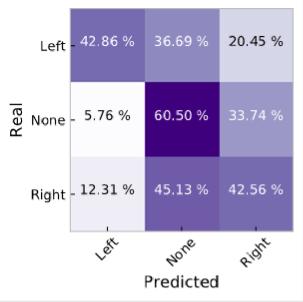 Real
Left 42.86 % 36.69 % 20.45 %
None 5.76 % 60.50 % 33.74 %
Right 12.31 % 45.13 % 42.56 %
Left None Right
Predicted